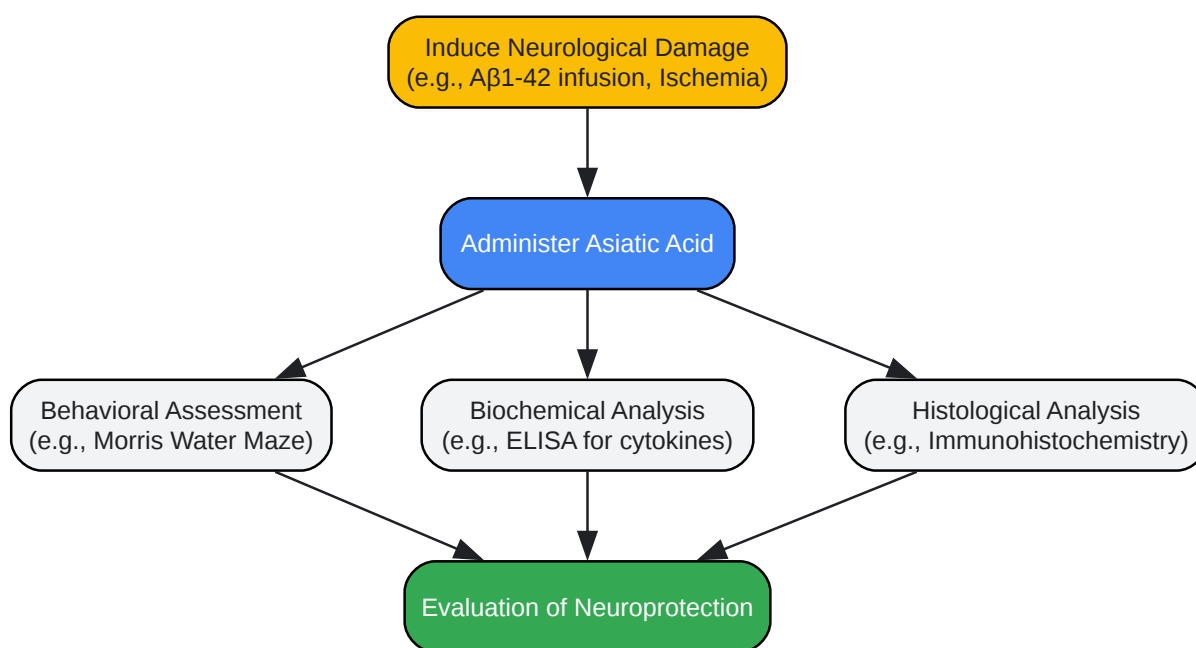 Induce Neurological Damage
(e.g., Aβ1-42 infusion, Ischemia)
Administer Asiatic Acid
Behavioral Assessment
(e.g., Morris Water Maze)
Biochemical Analysis
(e.g., ELISA for cytokines)
Histological Analysis
(e.g., Immunohistochemistry)
Evaluation of Neuroprotection